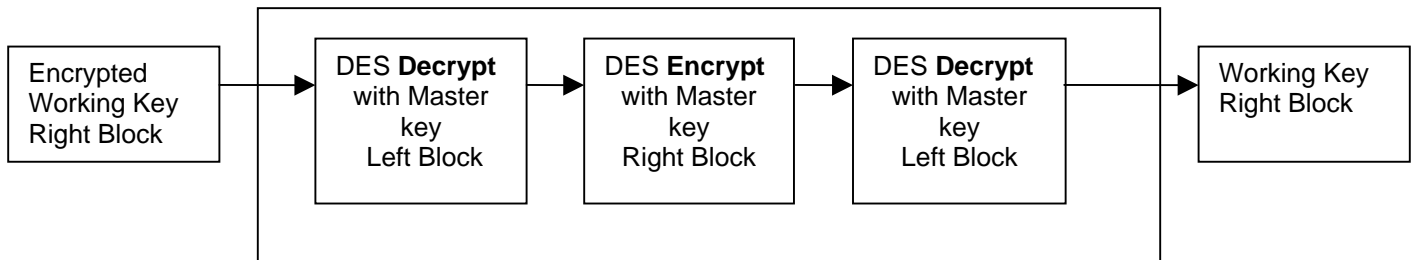 Encrypted
Working Key
Right Block
DES Decrypt
with Master
key
Left Block
DES Encrypt
with Master
key
Right Block
DES Decrypt
with Master
key
Left Block
Working Key
Right Block